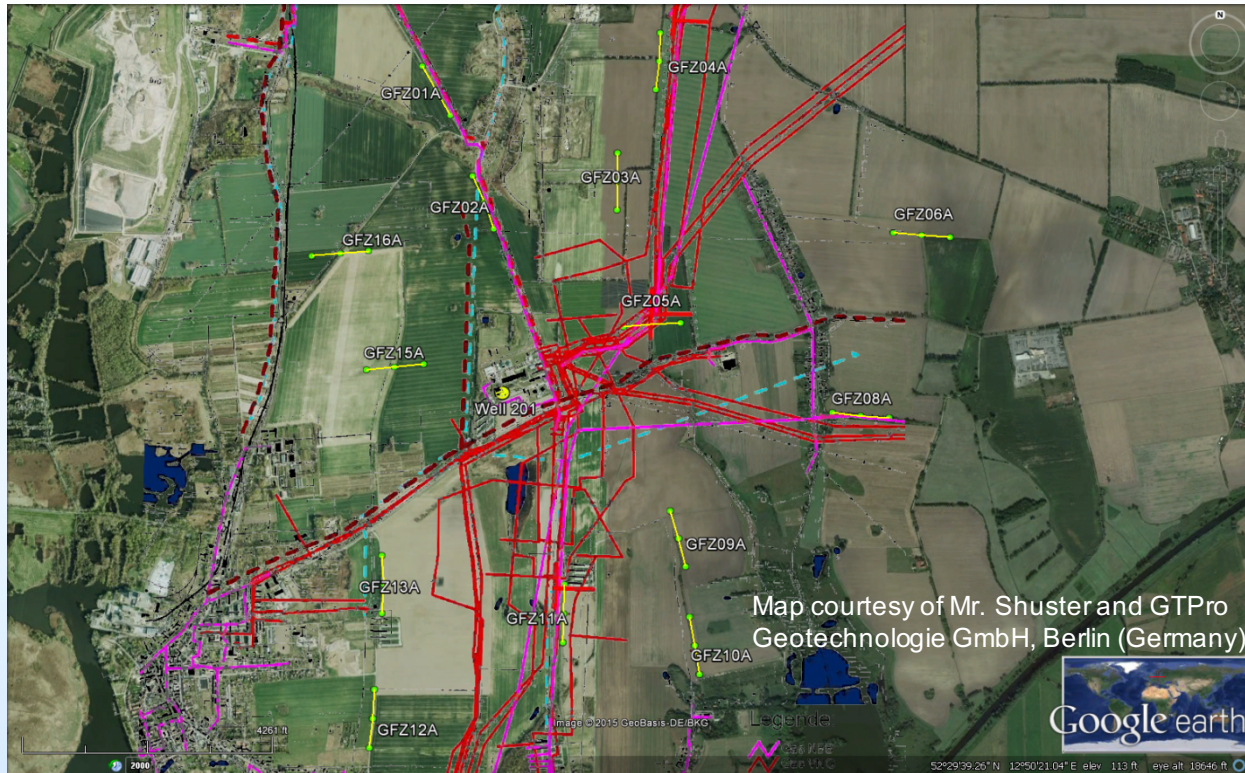 N
GFZ04A
GFZ01A
GFZ03A
GFZ02A
GFZ06A
GFZ16A
GFZ05A
GFZ15A
Well 201
GFZ08A
GFZ09A
GFZ13A
GFZ11A
Map courtesy of Mr. Shuster and GTPro
Geotechnologie GmbH, Berlin (Germany)
GFZ10A
Legende
Image © 2015 GeoBasis-DE/BKG
GFZ12A
4261 ft
Google earth
2000
52°29'39.26" N 12°50'21.04" E elev 113 ft eye alt 18646 ft